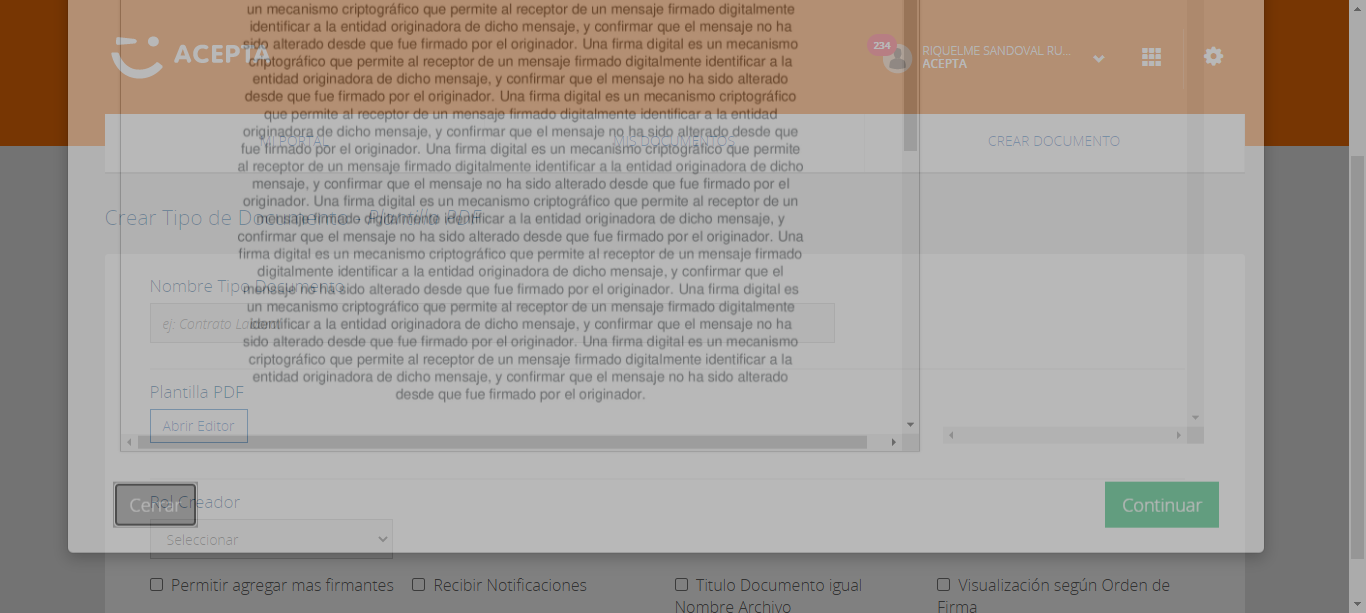 un mecanismo criptográfico que permite al receptor de un mensaje firmado digitalmente
identificar a la entidad originadora de dicho mensaje, y confirmar que el mensaje no ha
sido alterado desde que fue firmado por el originador. Una firma digital es un mecanismo
criptográfico que permite al receptor de un mensaje firmado digitalmente identificar a la
entidad originadora de dicho mensaje, y confirmar que el mensaje no ha sido alterado
desde que fue firmado por el originador. Una firma digital es un mecanismo criptográfico
que permite al receptor de un mensaje firmado digitalmente identificar a la entidad
originadora de dicho mensaje, y confirmar que el mensaje no ha sido alterado desde que
fue firmado por el originador. Una firma digital es un mecanismo criptográfico que permite
al receptor de un mensaje firmado digitalmente identificar a la entidad originadora de dicho
mensaje, y confirmar que el mensaje no ha sido alterado desde que fue firmado por el
originador. Una firma digital es un mecanismo criptográfico que permite al receptor de un
mensaje firmado digitalmente identificar a la entidad originadora de dicho mensaje, y
confirmar que el mensaje no ha sido alterado desde que fue firmado por el originador. Una
firma digital es un mecanismo criptográfico que permite al receptor de un mensaje firmado
digitalmente identificar a la entidad originadora de dicho mensaje, y confirmar que el
mensaje no ha sido alterado desde que fue firmado por el originador. Una firma digital es
un mecanismo criptográfico que permite al receptor de un mensaje firmado digitalmente
identificar a la entidad originadora de dicho mensaje, y confirmar que el mensaje no ha
sido alterado desde que fue firmado por el originador. Una firma digital es un mecanismo
criptográfico que permite al receptor de un mensaje firmado digitalmente identificar a la
entidad originadora de dicho mensaje, y confirmar que el mensaje no ha sido alterado
desde que fue firmado por el originador.
ACEPTA
234
RIQUELME SANDOVAL RU...
ACEPTA
MI PORTAL
MIS DOCUMENTOS
CREAR DOCUMENTO
Crear Tipo de Documento - Plantilla PDF
Nombre Tipo Documento
ej: Contrato Laboral
Plantilla PDF
Abrir Editor
Rol Creador
Cerrar
Continuar
Seleccionar
Permitir agregar mas firmantes
Recibir Notificaciones
Titulo Documento igual
Nombre Archivo
Visualización según Orden de
Firma